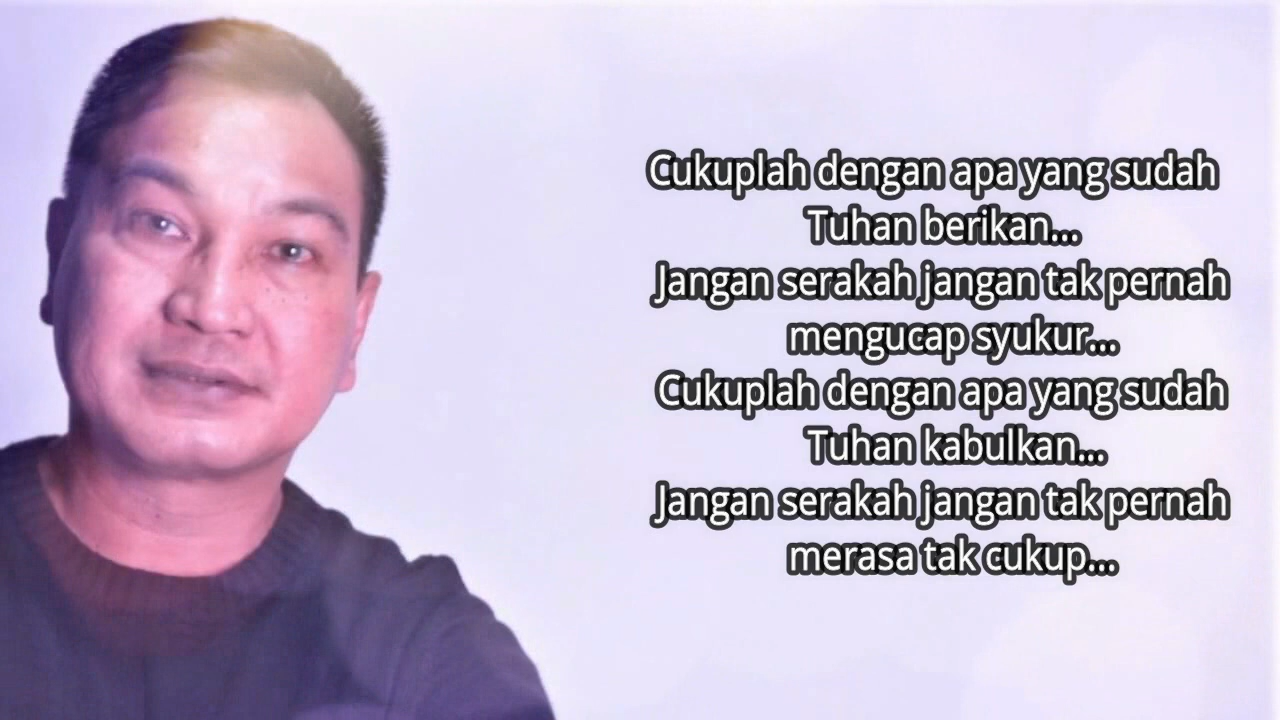 Cukuplah dengan apa yang sudah
Tuhan berikan...
Jangan serakah jangan tak pernah
mengucap syukur...
Cukuplah dengan apa yang sudah
Tuhan kabulkan...
Jangan serakah jangan tak pernah
merasa tak cukup...